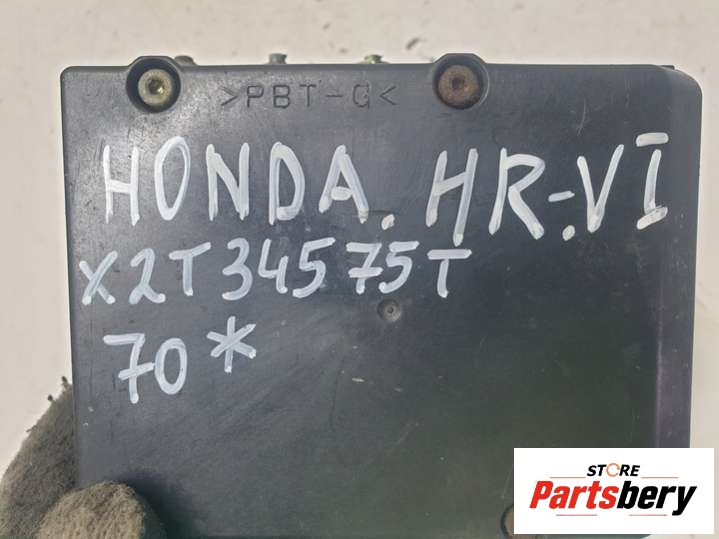 >PBT-G<
HONDA. HR-VI
X2T34575T
70*
STORE
Partsbery